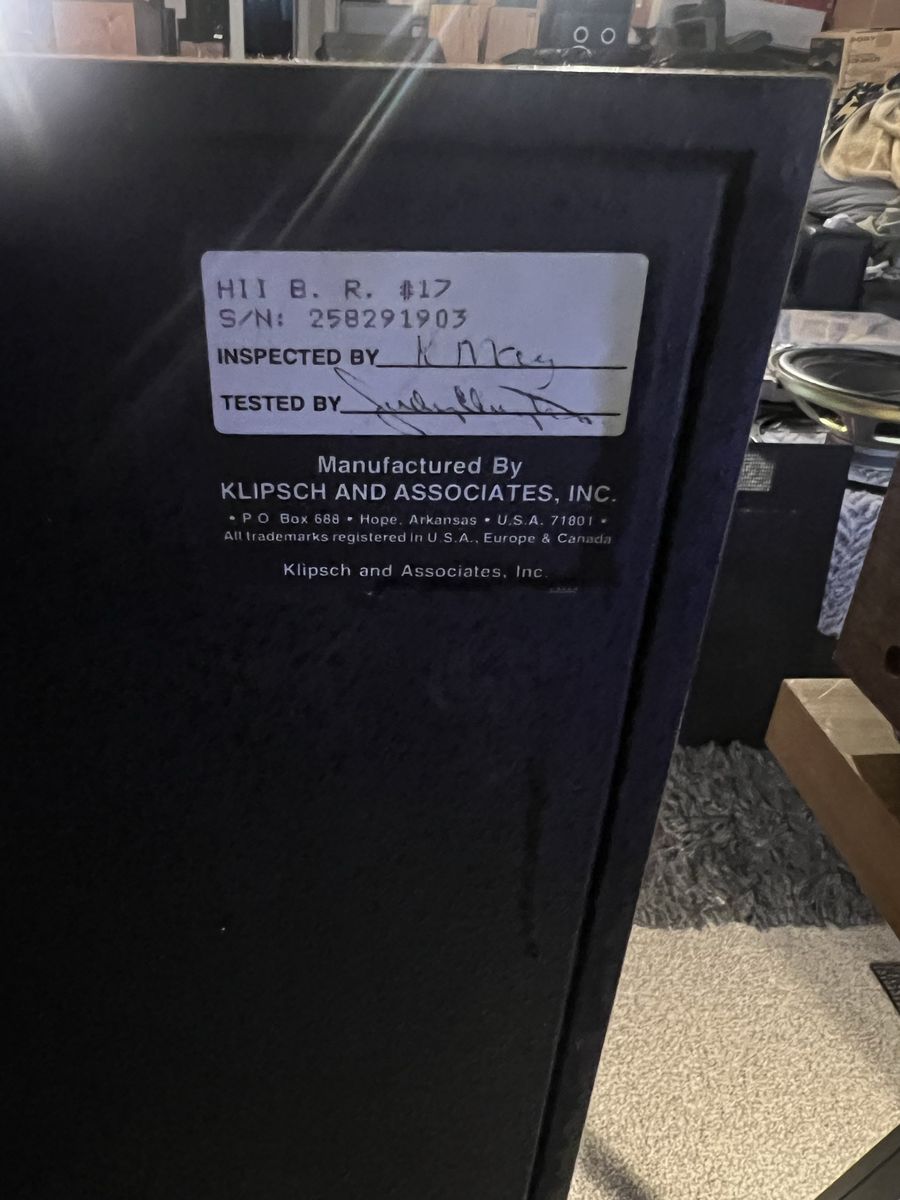 HII B. R. #17
S/N: 258291903
INSPECTED BY K
TESTED BY
Manufactured By
KLIPSCH AND ASSOCIATES, INC.
• P O Box 688 • Hope, Arkansas • U.S.A. 71801 •
All trademarks registered in U S.A., Europe & Canada
Klipsch and Associates, Inc.
SONY